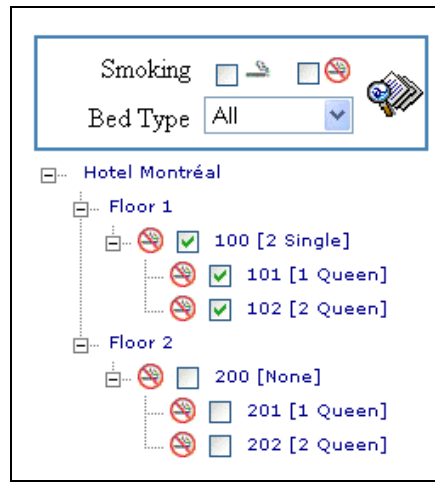 Smoking
Bed Type All
Hotel Montréal
Floor 1
100 [2 Single]
101 [1 Queen]
102 [2 Queen]
Floor 2
200 [None]
201 [1 Queen]
202 [2 Queen]